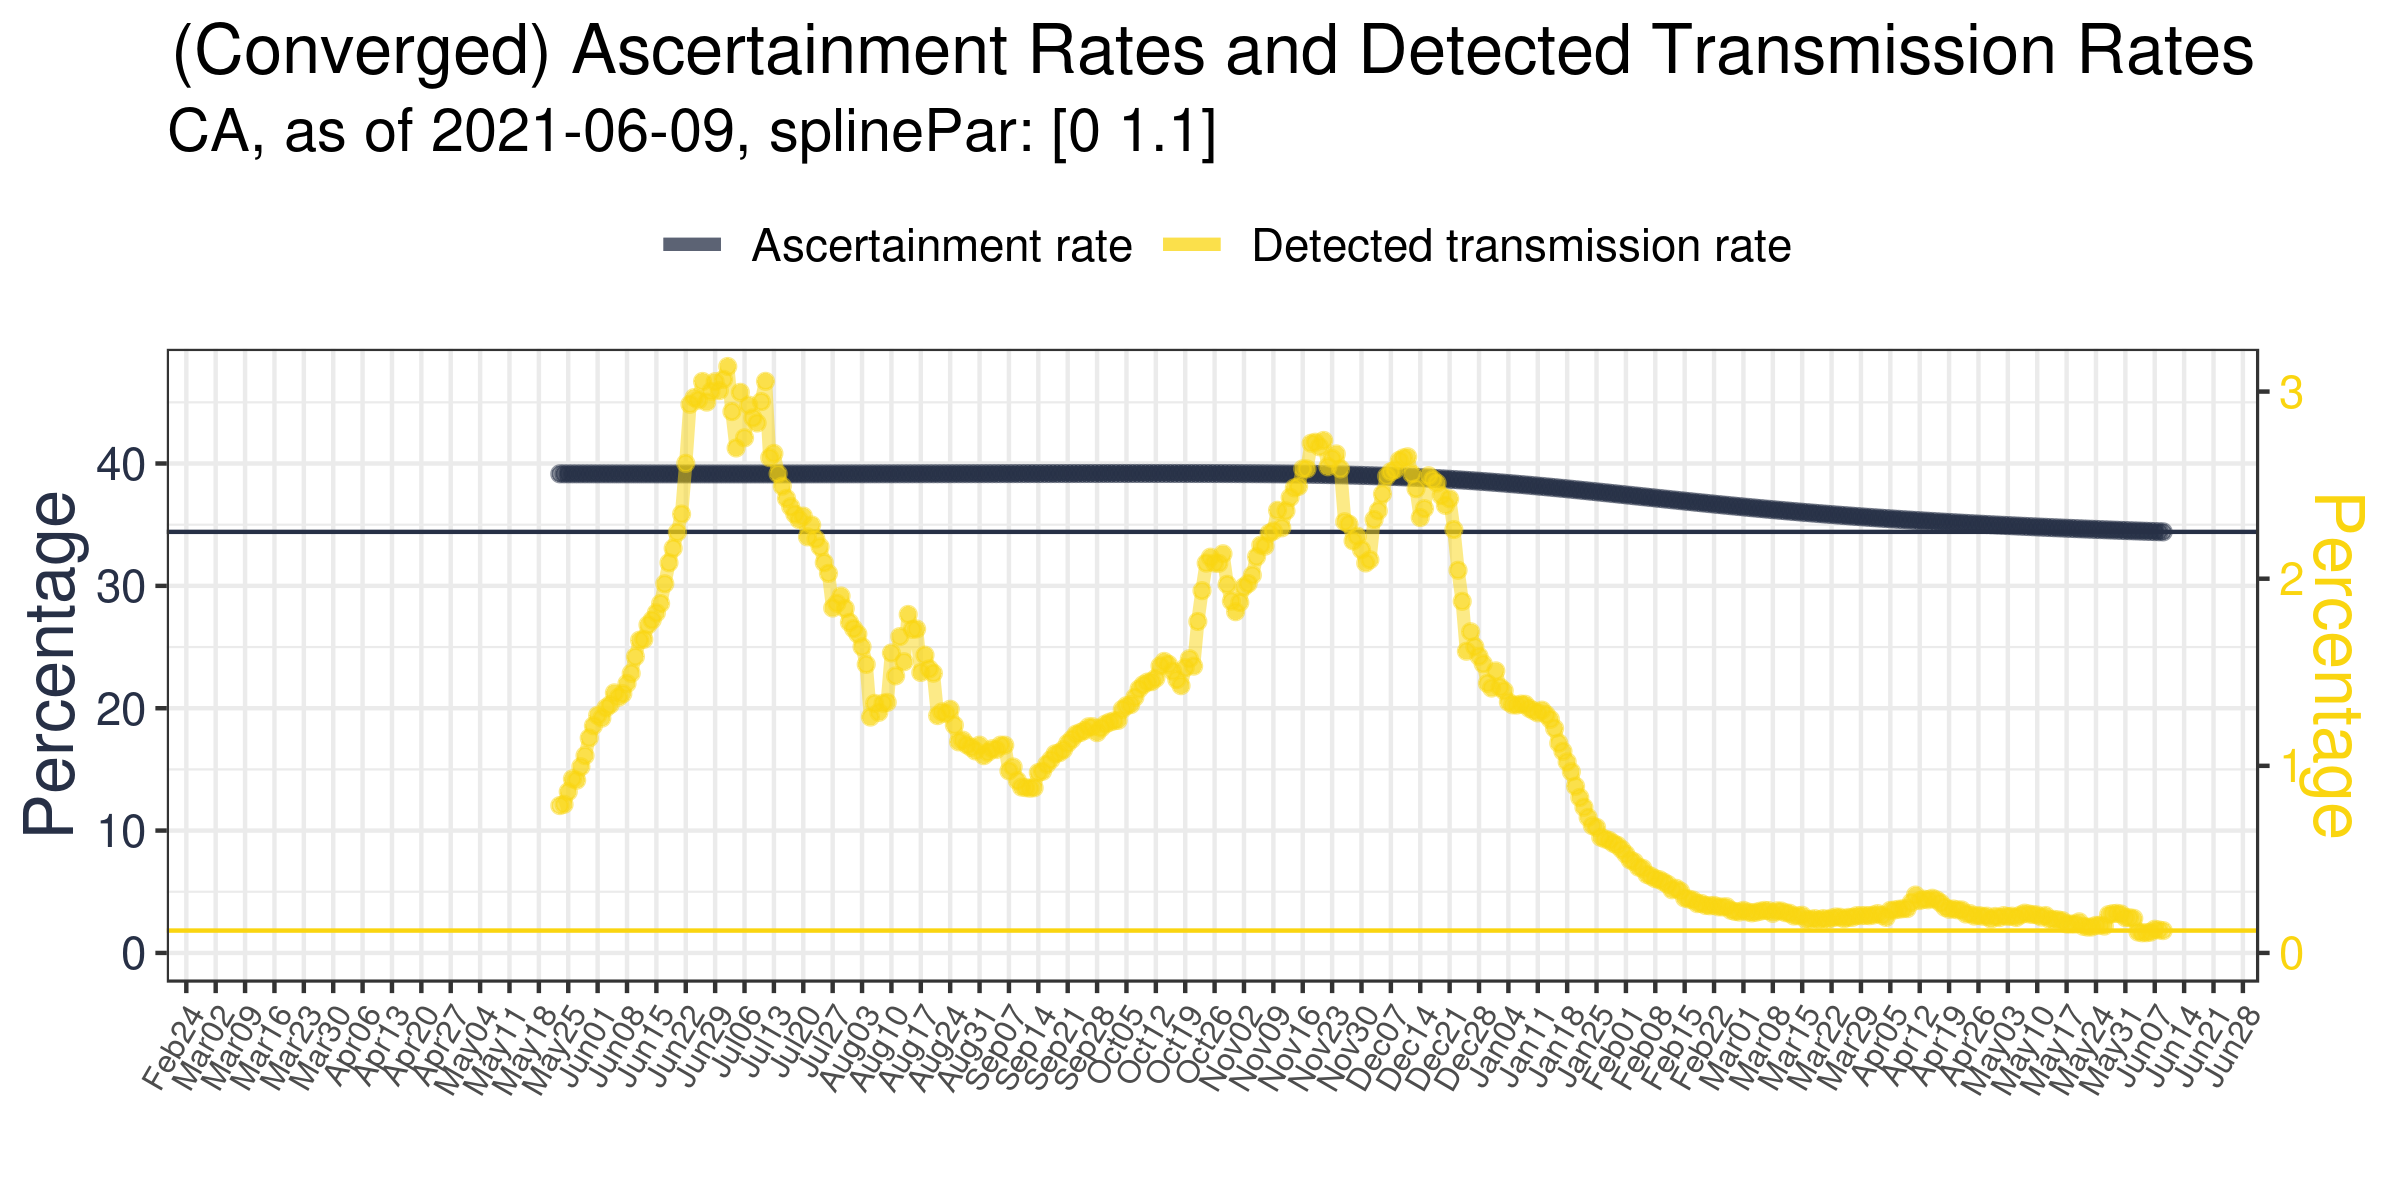 (Converged) Ascertainment Rates and Detected Transmission Rates
CA, as of 2021-06-09, splinePar: [0 1.1]
Ascertainment rate
Detected transmission rate
Percentage
40
30
20
10
0
3
2
1
0
Percentage
Feb24
Mar02
Mar09
Mar16
Mar23
Mar30
Apr06
Apr13
Apr20
Apr27
May04
May11
May18
May25
Jun01
Jun08
Jun15
Jun22
Jun29
Jul06
Jul13
Jul20
Jul27
Aug03
Aug10
Aug17
Aug24
Aug31
Sep07
Sep14
Sep21
Sep28
Oct05
Oct12
Oct19
Oct26
Nov02
Nov09
Nov16
Nov23
Nov30
Dec07
Dec14
Dec21
Dec28
Jan04
Jan11
Jan18
Jan25
Feb01
Feb08
Feb15
Feb22
Mar01
Mar08
Mar15
Mar22
Mar29
Apr05
Apr12
Apr19
Apr26
May03
May10
May17
May24
May31
Jun07
Jun14
Jun21
Jun28